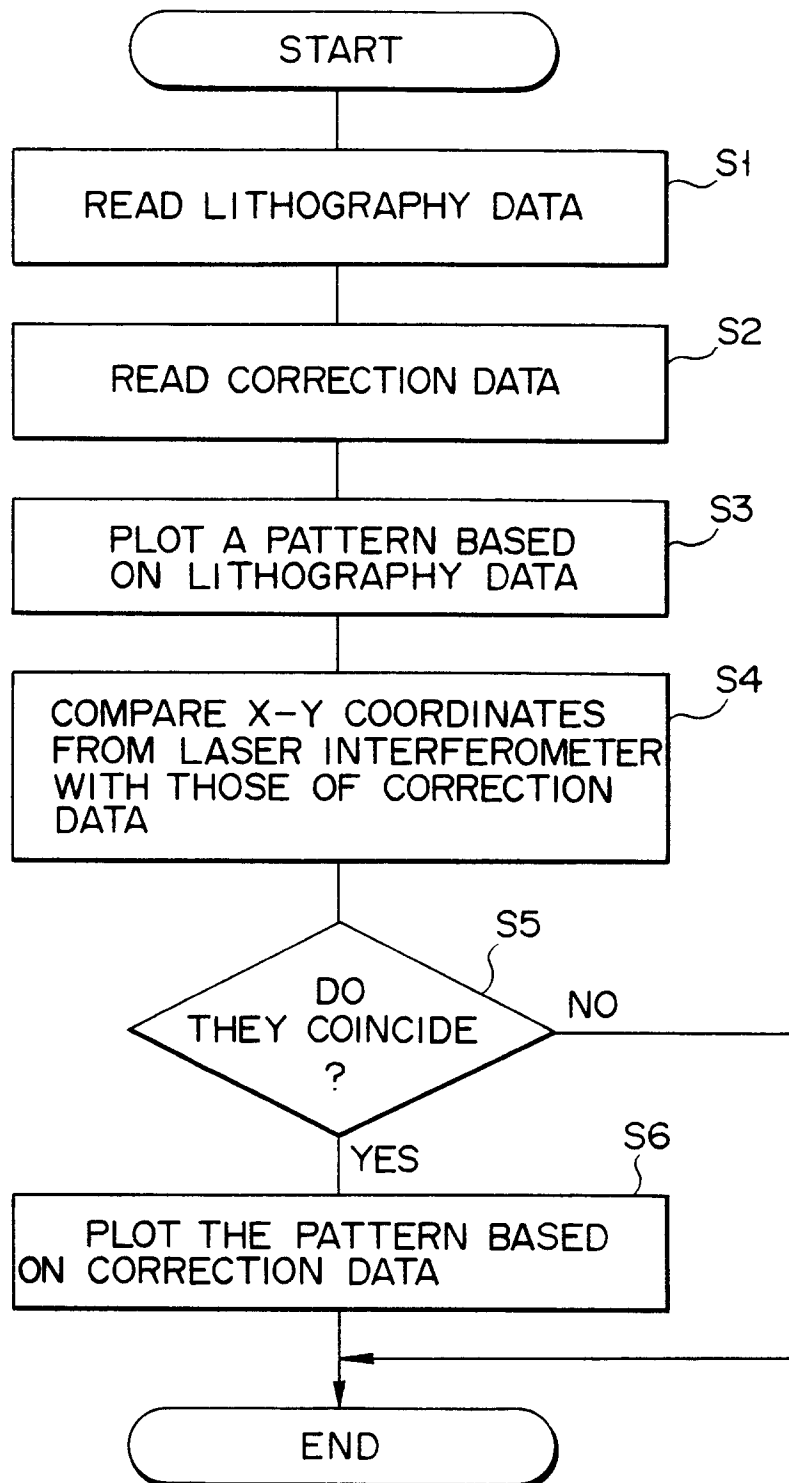 START
S1
READ LITHOGRAPHY DATA
S2
READ CORRECTION DATA
S3
PLOT A PATTERN BASED
ON LITHOGRAPHY DATA
S4
COMPARE X-Y COORDINATES
FROM LASER INTERFEROMETER
WITH THOSE OF CORRECTION
DATA
S5
DO
THEY COINCIDE
?
NO
YES
S6
PLOT THE PATTERN BASED
ON CORRECTION DATA
END